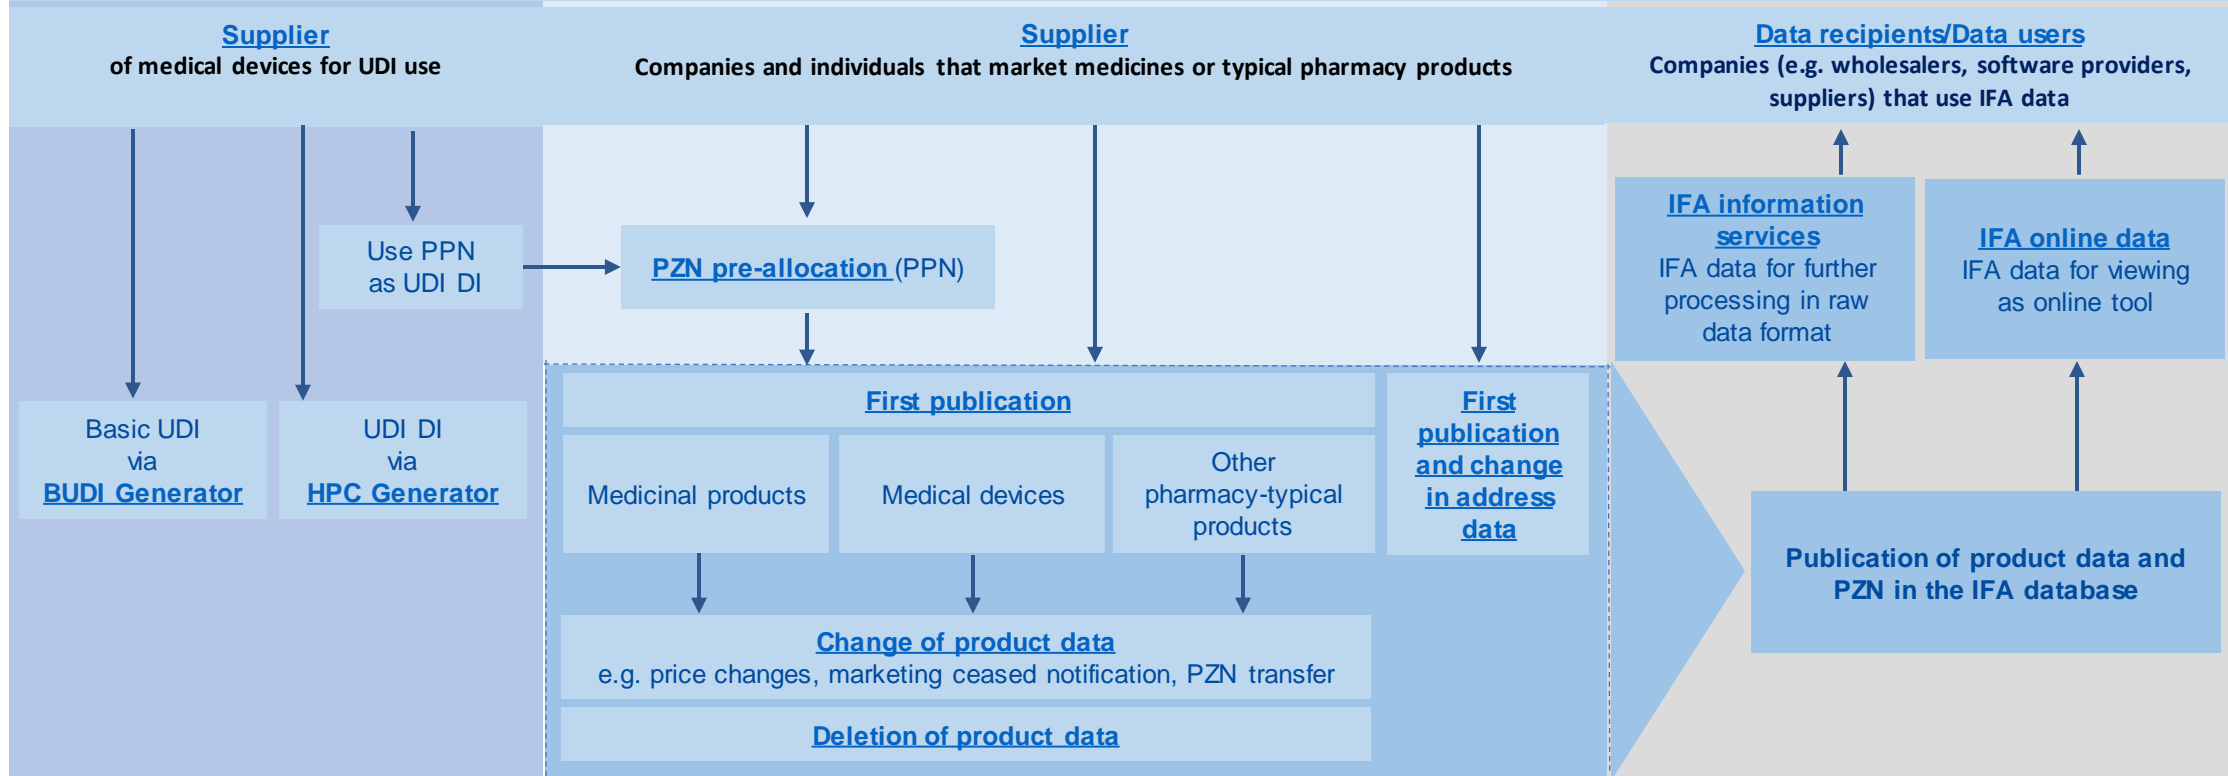 Supplier
of medical devices for UDI use
Supplier
Companies and individuals that market medicines or typical pharmacy products
Data recipients/Data users
Companies (e.g. wholesalers, software providers,
suppliers) that use IFA data
Use PPN
as UDI DI
PZN pre-allocation (PPN)
IFA information
services
IFA data for further
processing in raw
data format
IFA online data
IFA data for viewing
as online tool
Basic UDI
via
BUDI Generator
UDI DI
via
HPC Generator
First publication
Medicinal products
Medical devices
Other
pharmacy-typical
products
First
publication
and change
in address
data
Change of product data
e.g. price changes, marketing ceased notification, PZN transfer
Deletion of product data
Publication of product data and
PZN in the IFA database